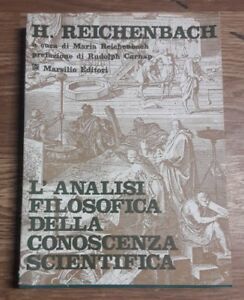 H. REICHENBACH
a cura di Maria Reichenbach
prefazione di Rudolph Carnap
Marsilio Editori
L'ANALISI
FILOSOFICA
DELLA
CONOSCENZA
SCIENTIFICA